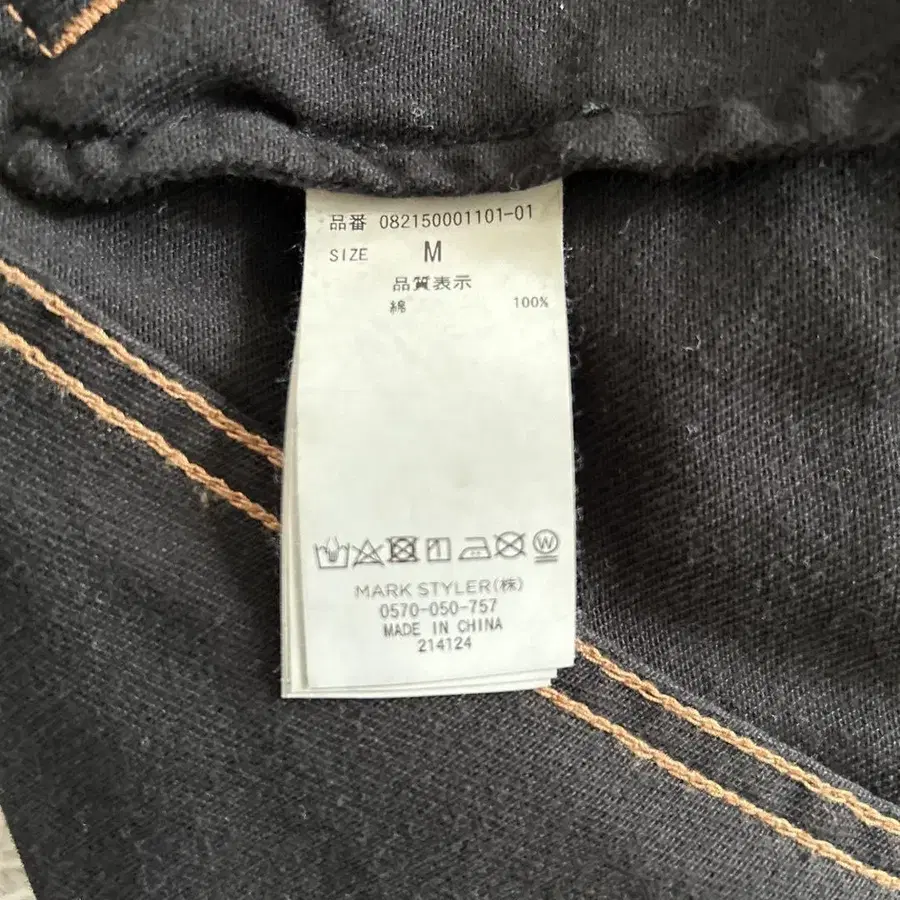 品番 082150001101-01
SIZE M
品質表示
綿 100%
W
MARK STYLER(株)
0570-050-757
MADE IN CHINA
214124